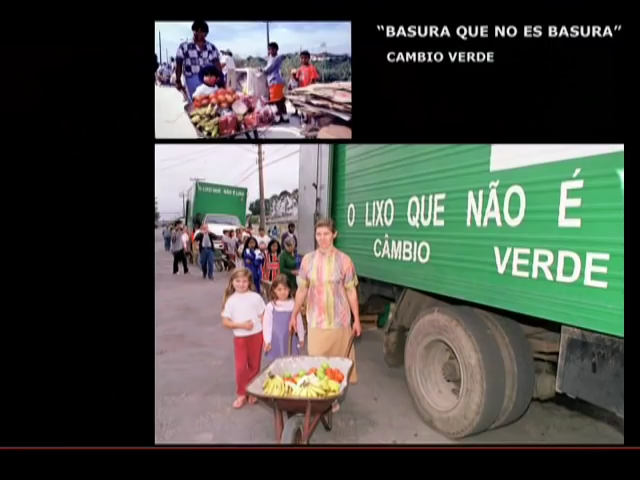 “BASURA QUE NO ES BASURA”
CAMBIO VERDE
O LIXO QUE NÃO É
CÂMBIO VERDE